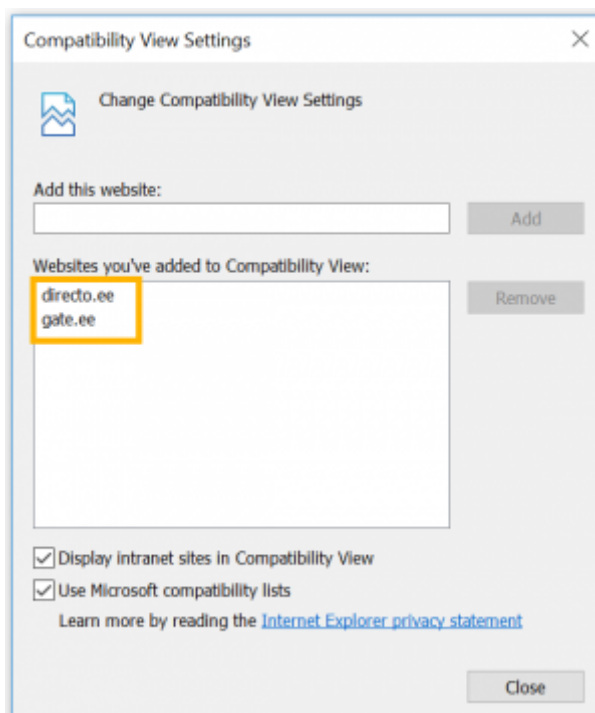 Compatibility View Settings
Change Compatibility View Settings
Add this website:
Add
Websites you've added to Compatibility View:
directo.ee
gate.ee
Remove
Display intranet sites in Compatibility View
Use Microsoft compatibility lists
Learn more by reading the Internet Explorer privacy statement
Close